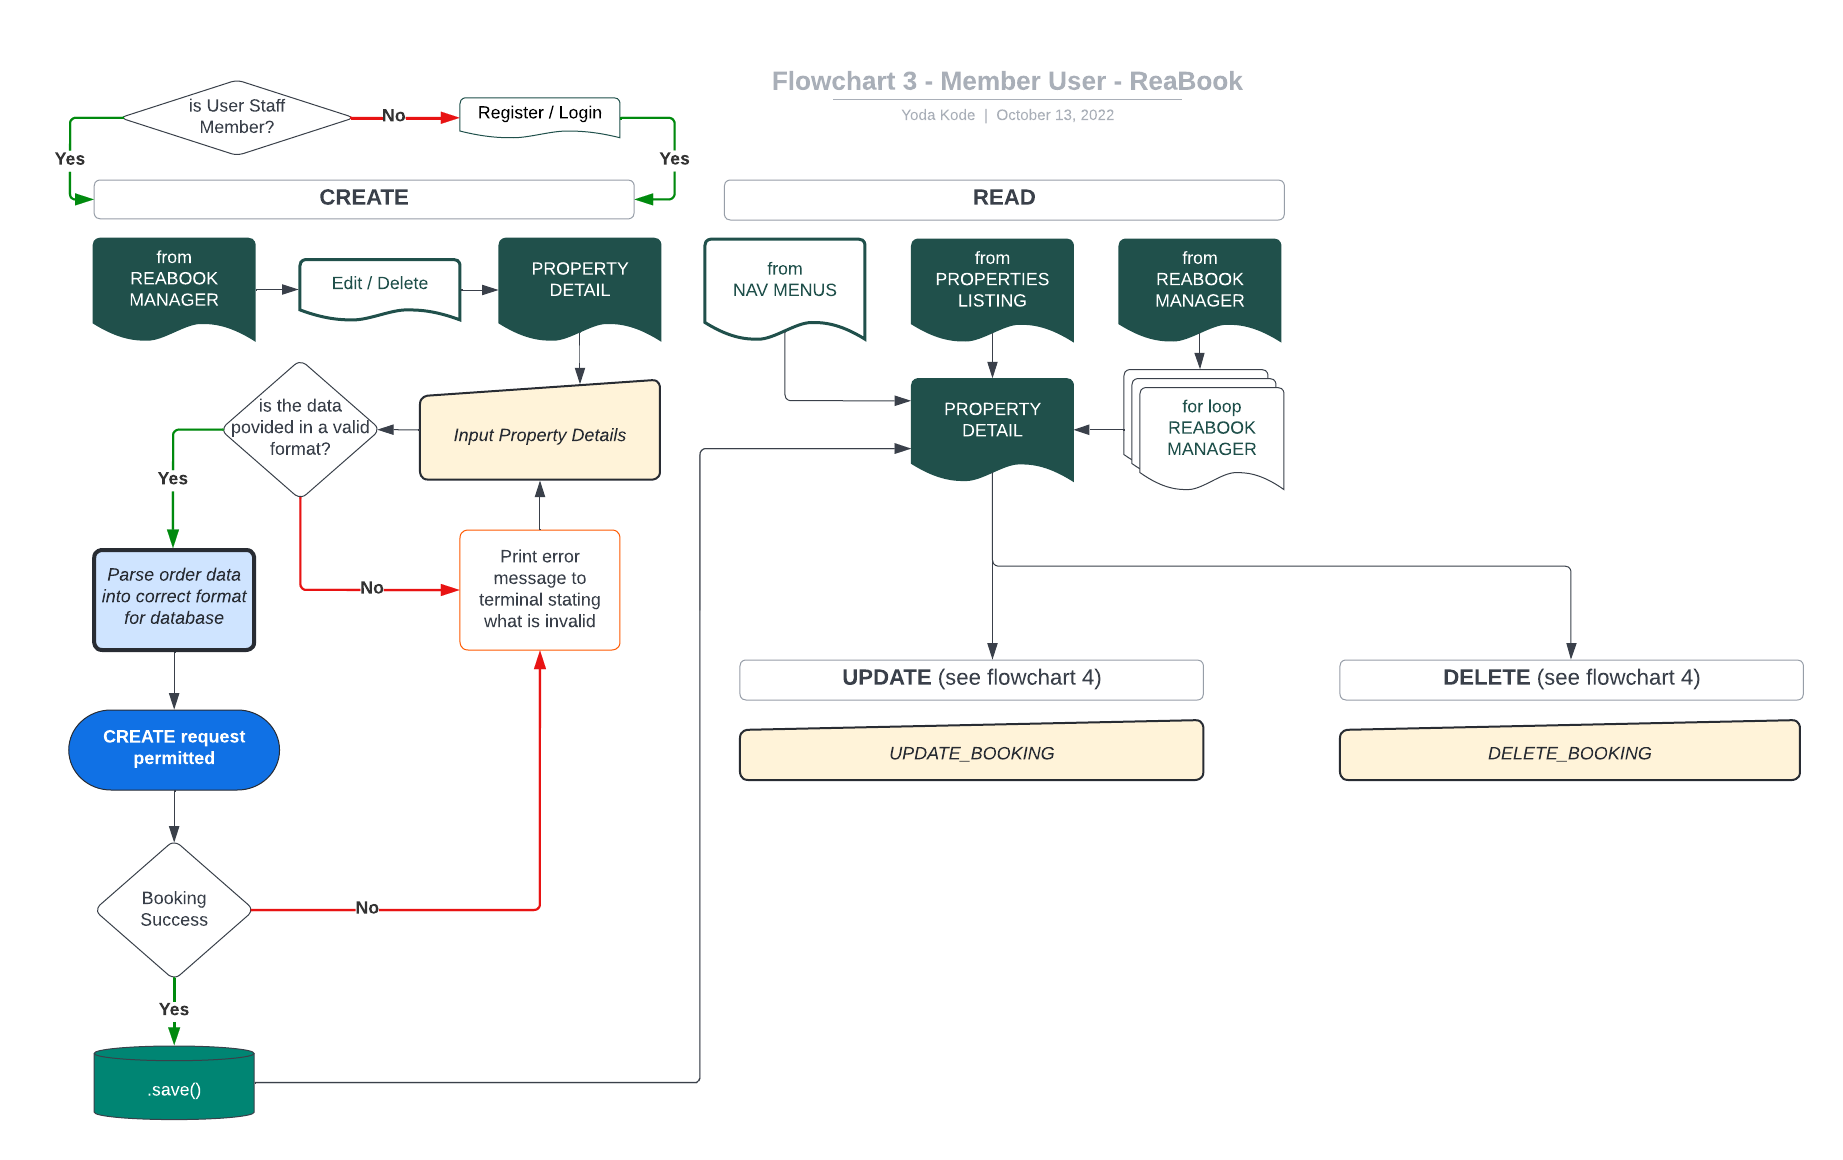 Flowchart 3 - Member User - ReaBook
Yoda Kode | October 13, 2022
is User Staff
Member?
No
Register / Login
Yes
Yes
CREATE
from
REABOOK
MANAGER
Edit / Delete
PROPERTY
DETAIL
is the data
povided in a valid
format?
Input Property Details
Yes
No
Print error
message to
terminal stating
what is invalid
Parse order data
into correct format
for database
CREATE request
permitted
Booking
Success
No
Yes
.save()
READ
from
NAV MENUS
from
PROPERTIES
LISTING
from
REABOOK
MANAGER
PROPERTY
DETAIL
for loop
REABOOK
MANAGER
UPDATE (see flowchart 4)
UPDATE_BOOKING
DELETE (see flowchart 4)
DELETE_BOOKING